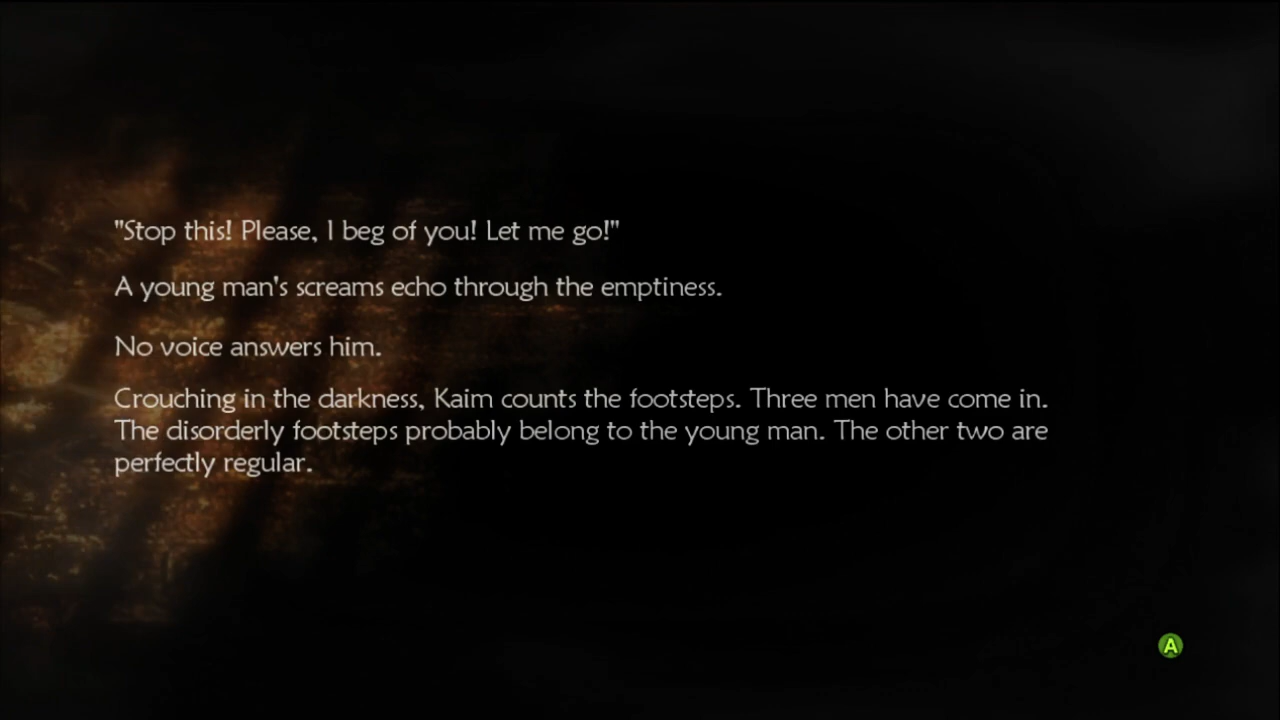 "Stop this! Please, I beg of you! Let me go!"
A young man's screams echo through the emptiness.
No voice answers him.
Crouching in the darkness, Kaim counts the footsteps. Three men have come in.
The disorderly footsteps probably belong to the young man. The other two are
perfectly regular.
A